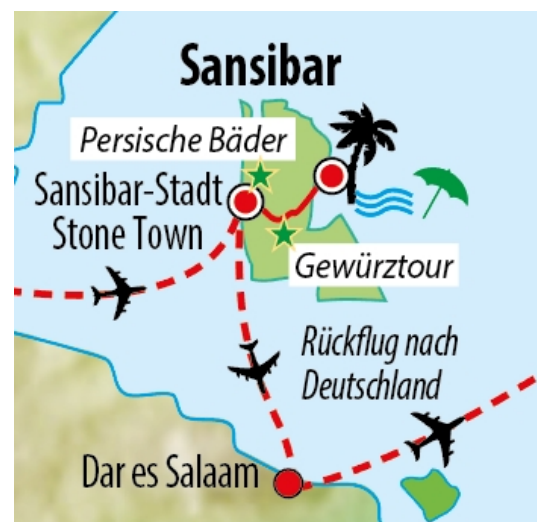 Sansibar
Persische Bäder
Sansibar-Stadt
Stone Town
Gewürztour
Rückflug nach
Deutschland
Dar es Salaam